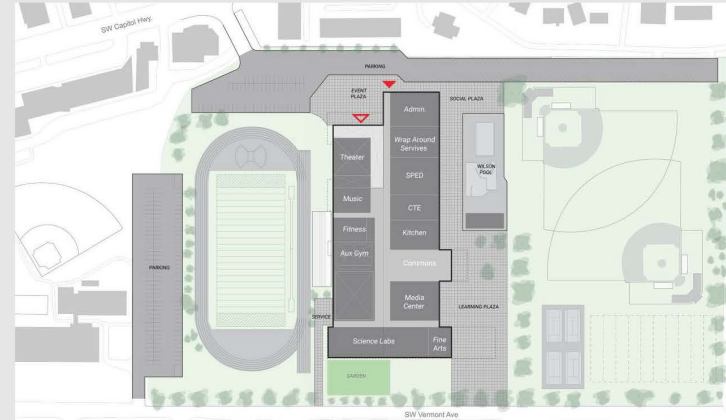 SW Capitol Hwy.
PARKING
EVENT
PLAZA
SOCIAL PLAZA
Admin.
Wrap Around
Servives
Theater
SPED
WILSON
POOL
Music
CTE
Fitness
Kitchen
Aux Gym
Commons
PARKING
Media
Center
LEARNING PLAZA
SERVICE
Science Labs
Fine
Arts
GARDEN
SW Vermont Ave